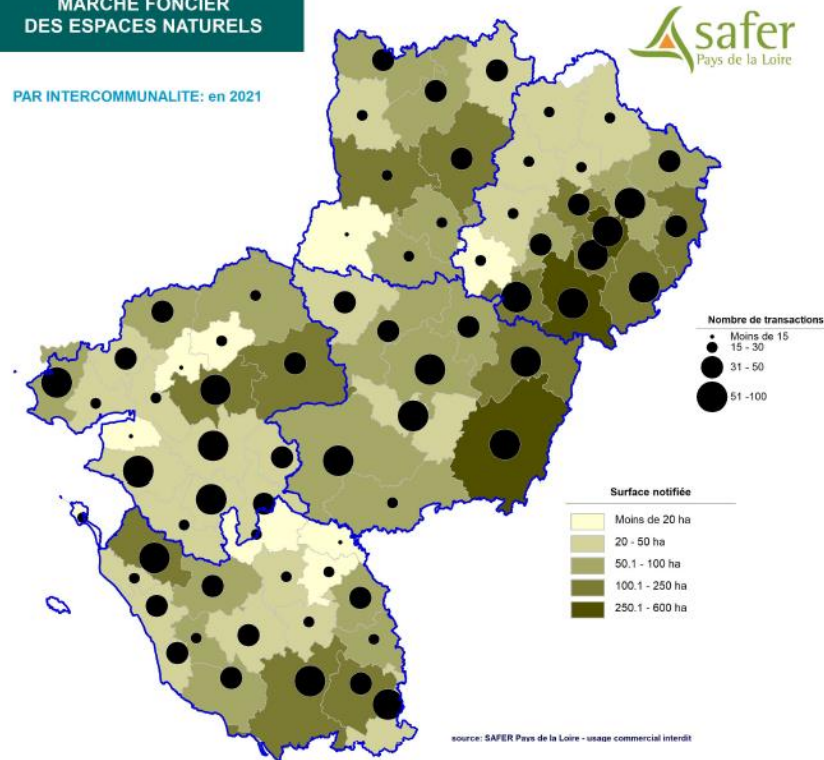 MARCHÉ FONCIER
DES ESPACES NATURELS
PAR INTERCOMMUNALITE: en 2021
safer
Pays de la Loire
Nombre de transactions
Moins de 15
15 - 30
31 - 50
51 -100
Surface notifiée
Moins de 20 ha
20 - 50 ha
50.1 - 100 ha
100.1 - 250 ha
250.1 - 600 ha
source: SAFER Pays de la Loire - usage commercial interdit